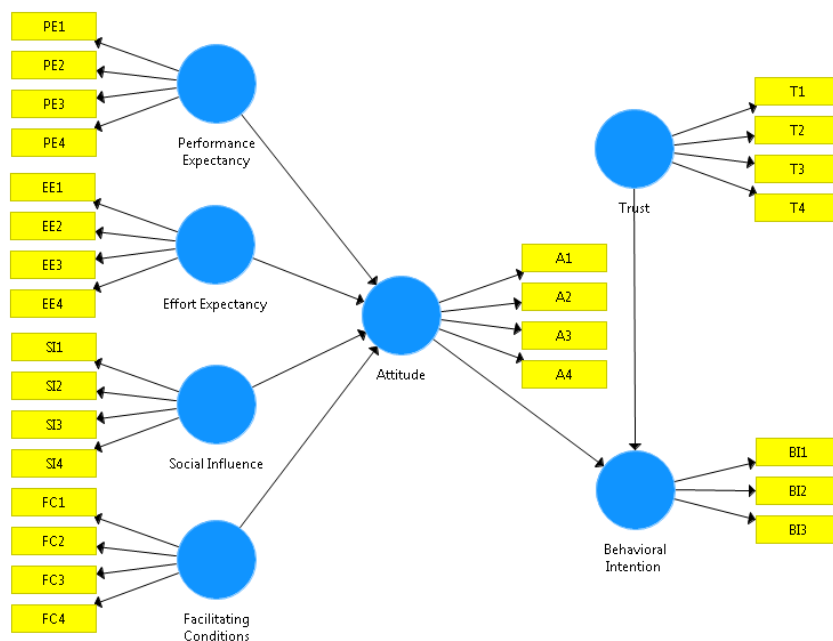 PE1
PE2
PE3
PE4
Performance
Expectancy
EE1
EE2
EE3
EE4
Effort Expectancy
SI1
SI2
SI3
SI4
Social Influence
FC1
FC2
FC3
FC4
Facilitating
Conditions
Attitude
A1
A2
A3
A4
Trust
T1
T2
T3
T4
Behavioral
Intention
BI1
BI2
BI3